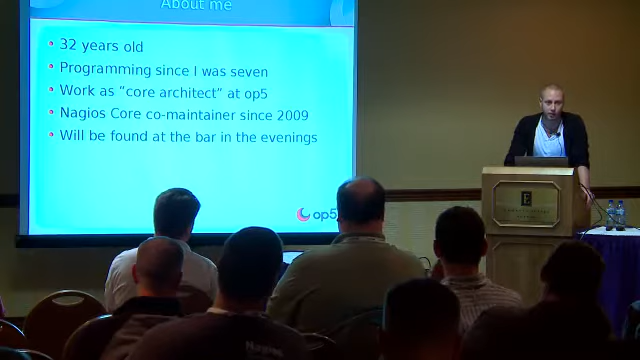 About me
32 years old
Programming since I was seven
Work as “core architect” at op5
Nagios Core co-maintainer since 2009
Will be found at the bar in the evenings
op5
E
Nagios